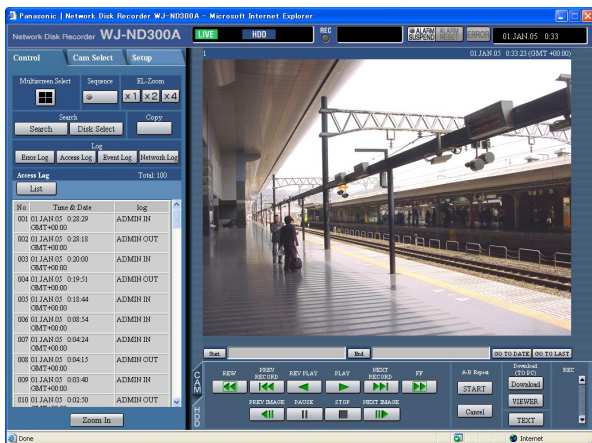 Panasonic | Network Disk Recorder WJ-ND300A - Microsoft Internet Explorer
Network Disk Recorder WJ-ND300A
LIVE HDD REC ALARM SUSPEND ALARM RESET ERROR 01.JAN.05 0:33
Control Cam Select Setup
1 01.JAN.05 0:33:23 (GMT +00:00)
Multiscreen Select Sequence EL-Zoom
x1 x2 x4
Search Copy
Search Disk Select
Log
Error Log Access Log Event Log Network Log
Access Log Total: 100
List
No Time & Date log
001 01.JAN.05 0:28:29 ADMIN IN
GMT+00:00
002 01.JAN.05 0:28:18 ADMIN OUT
GMT+00:00
003 01.JAN.05 0:20:00 ADMIN IN
GMT+00:00
004 01.JAN.05 0:19:51 ADMIN OUT
GMT+00:00
005 01.JAN.05 0:18:44 ADMIN IN
GMT+00:00
006 01.JAN.05 0:08:54 ADMIN IN
GMT+00:00
007 01.JAN.05 0:04:24 ADMIN IN
GMT+00:00
008 01.JAN.05 0:04:15 ADMIN OUT
GMT+00:00
009 01.JAN.05 0:03:40 ADMIN IN
GMT+00:00
010 01.JAN.05 0:02:50 ADMIN OUT
GMT+00:00
Zoom In
Start End GO TO DATE GO TO LAST
CAM
HDD
REW PREV RECORD REV PLAY PLAY NEXT RECORD FF
A-B Repeat
START
Cancel
Download (TO PC)
Download
VIEWER
TEXT
REC
PREV IMAGE PAUSE STOP NEXT IMAGE
Done Internet